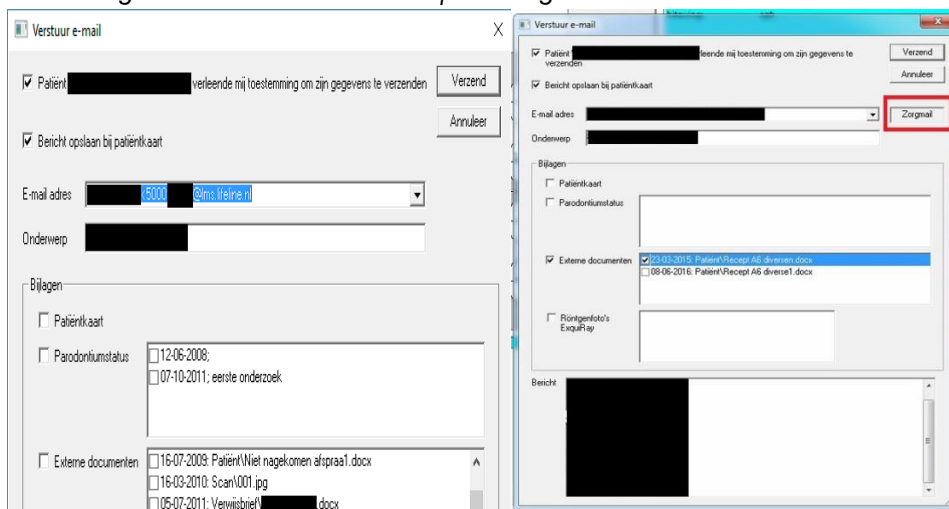 Verstuur e-mail
Patiënt verleende mij toestemming om zijn gegevens te verzenden
Verzend
Annuleer
Bericht opslaan bij patiëntkaart
E-mail adres 5000 @lms.lifeline.nl
Onderwerp
Bijlagen
Patiëntkaart
Parodontiumstatus
12-06-2008;
07-10-2011; eerste onderzoek
Externe documenten
16-07-2009: Patiënt\Niet nagekomen afspraa1.docx
16-03-2010: Scan\001.jpg
05-07-2011: Verwijsbrief\ .docx
Verstuur e-mail
Patiënt leende mij toestemming om zijn gegevens te
verzenden
Verzend
Annuleer
Bericht opslaan bij patiëntkaart
E-mail adres
Zorgmail
Onderwerp
Bijlagen
Patiëntkaart
Parodontiumstatus
Externe documenten
23-03-2015: Patiënt\Recept A6 diversen.docx
08-06-2016: Patiënt\Recept A6 diverse1.docx
Röntgenfoto's
ExquiRay
Bericht